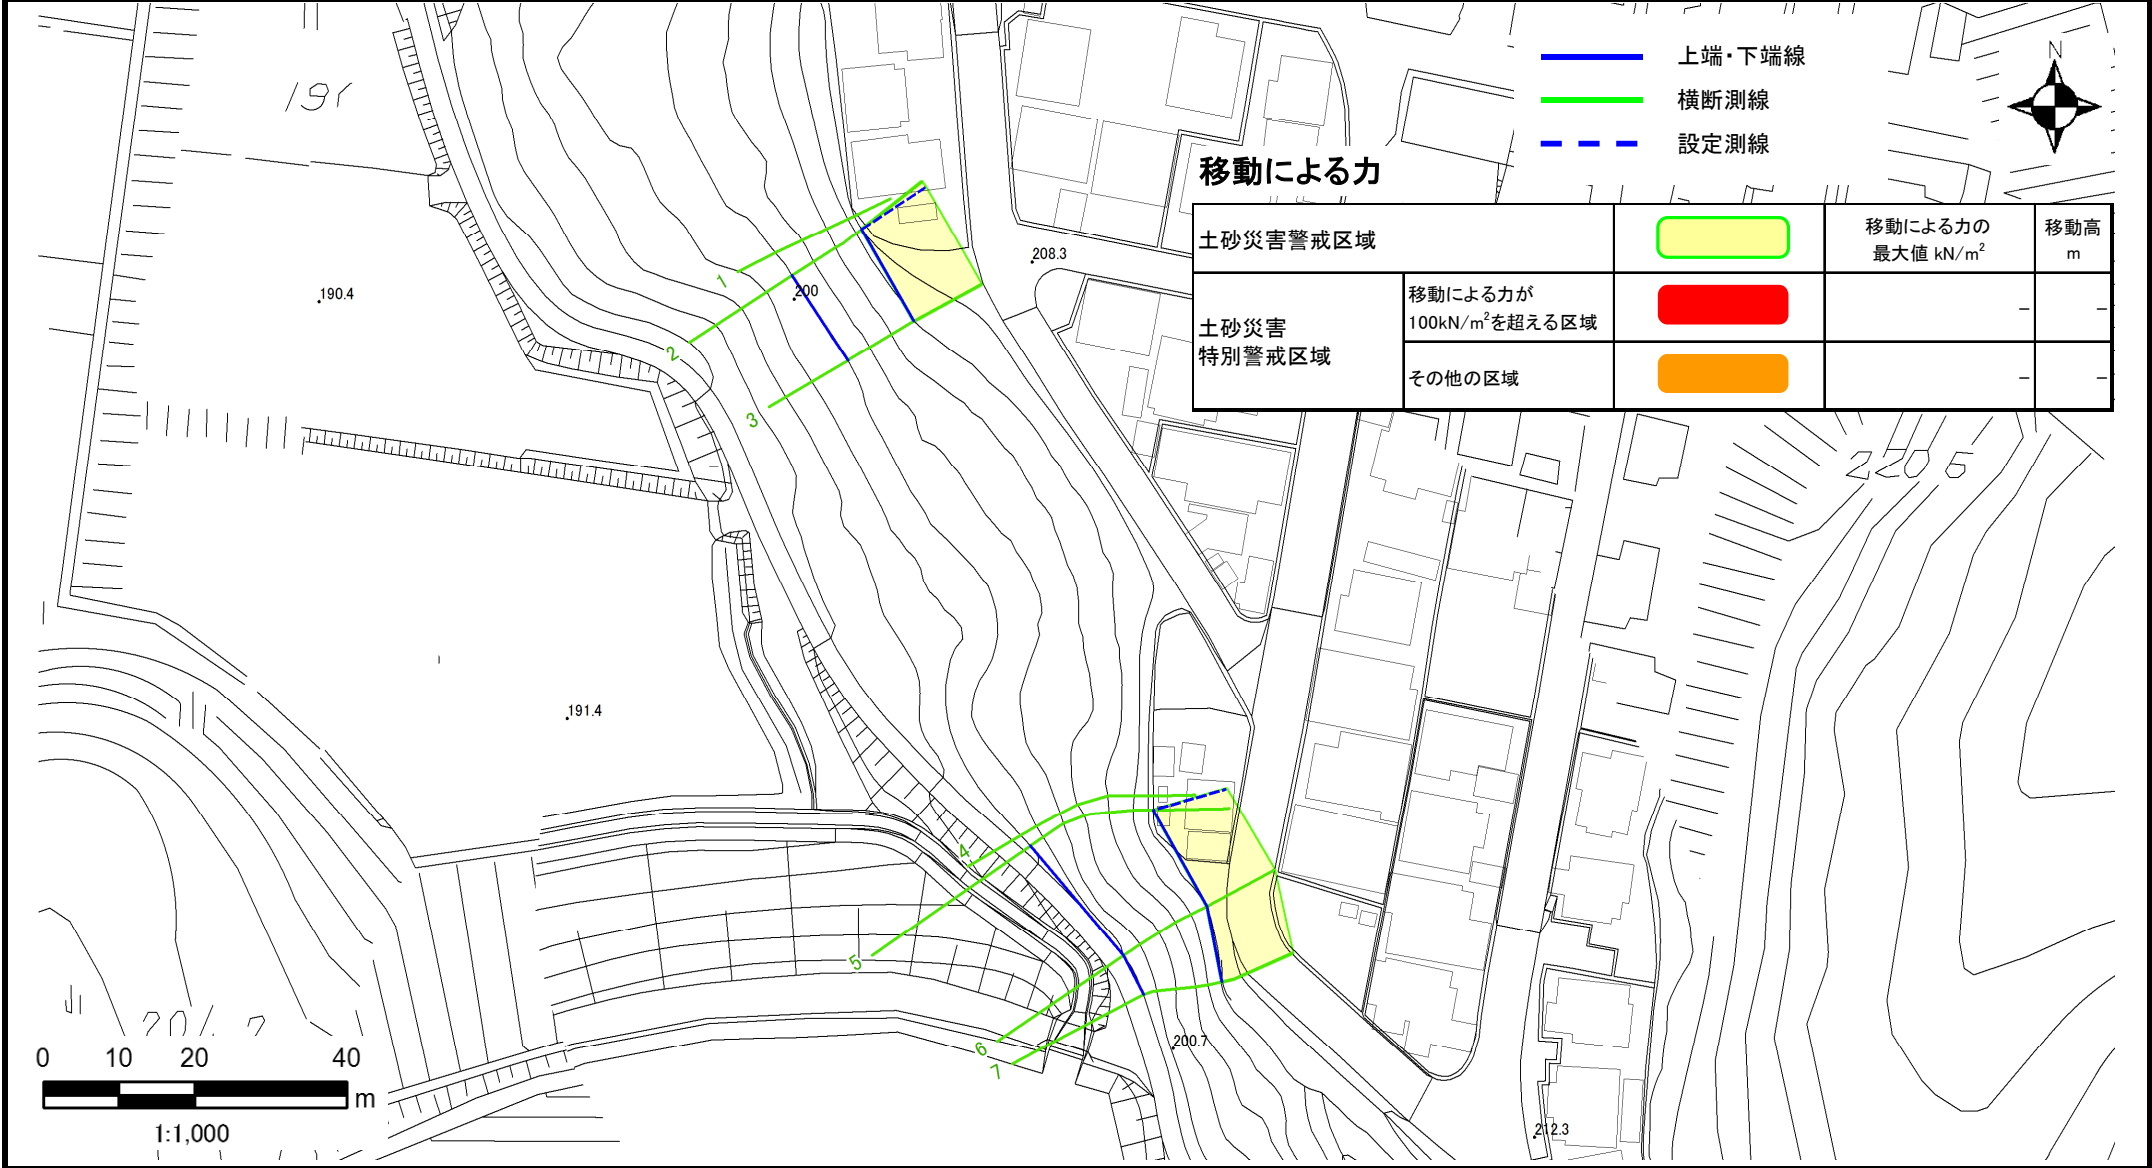 上端・下端線
横断測線
設定測線
N
移動による力
土砂災害警戒区域
移動による力の
最大値 kN/m²
移動高
m
土砂災害
特別警戒区域
移動による力が
100kN/m²を超える区域
-
-
その他の区域
-
-
208.3
190.4
200
191.4
200.7
212.3
206
1
2
3
4
5
6
7
0 10 20 40
m
1:1,000